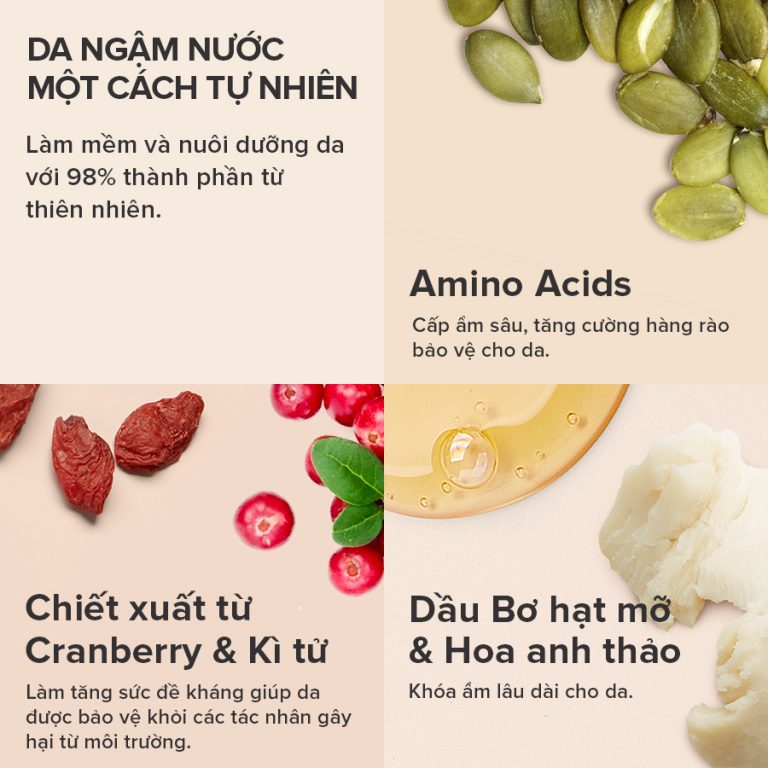 DA NGẬM NƯỚC
MỘT CÁCH TỰ NHIÊN
Làm mềm và nuôi dưỡng da
với 98% thành phần từ
thiên nhiên.
Amino Acids
Cấp ẩm sâu, tăng cường hàng rào
bảo vệ cho da.
Chiết xuất từ
Cranberry & Kì tử
Làm tăng sức đề kháng giúp da
được bảo vệ khỏi các tác nhân gây
hại từ môi trường.
Dầu Bơ hạt mỡ
& Hoa anh thảo
Khóa ẩm lâu dài cho da.